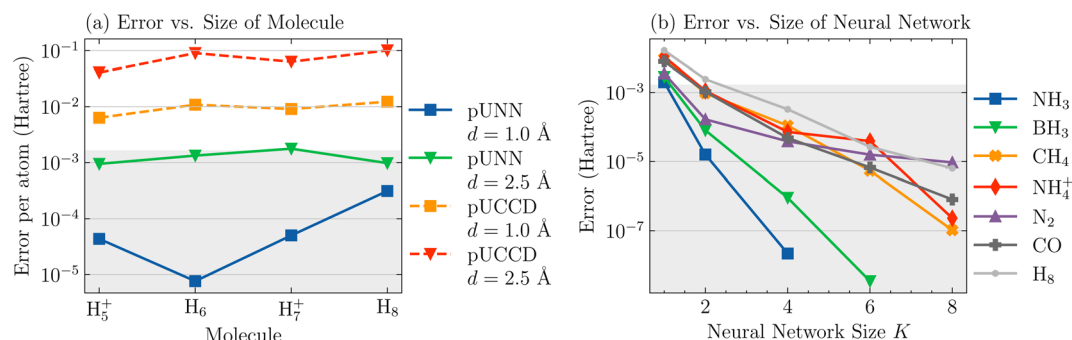 (a) Error vs. Size of Molecule
Error per atom (Hartree)
10⁻¹
10⁻²
10⁻³
10⁻⁴
10⁻⁵
H₅⁺ H₆ H₇⁺ H₈
Molecule
pUNN
d = 1.0 Å
pUNN
d = 2.5 Å
pUCCD
d = 1.0 Å
pUCCD
d = 2.5 Å
(b) Error vs. Size of Neural Network
Error (Hartree)
10⁻³
10⁻⁵
10⁻⁷
2 4 6 8
Neural Network Size K
NH₃
BH₃
CH₄
NH₄⁺
N₂
CO
H₈